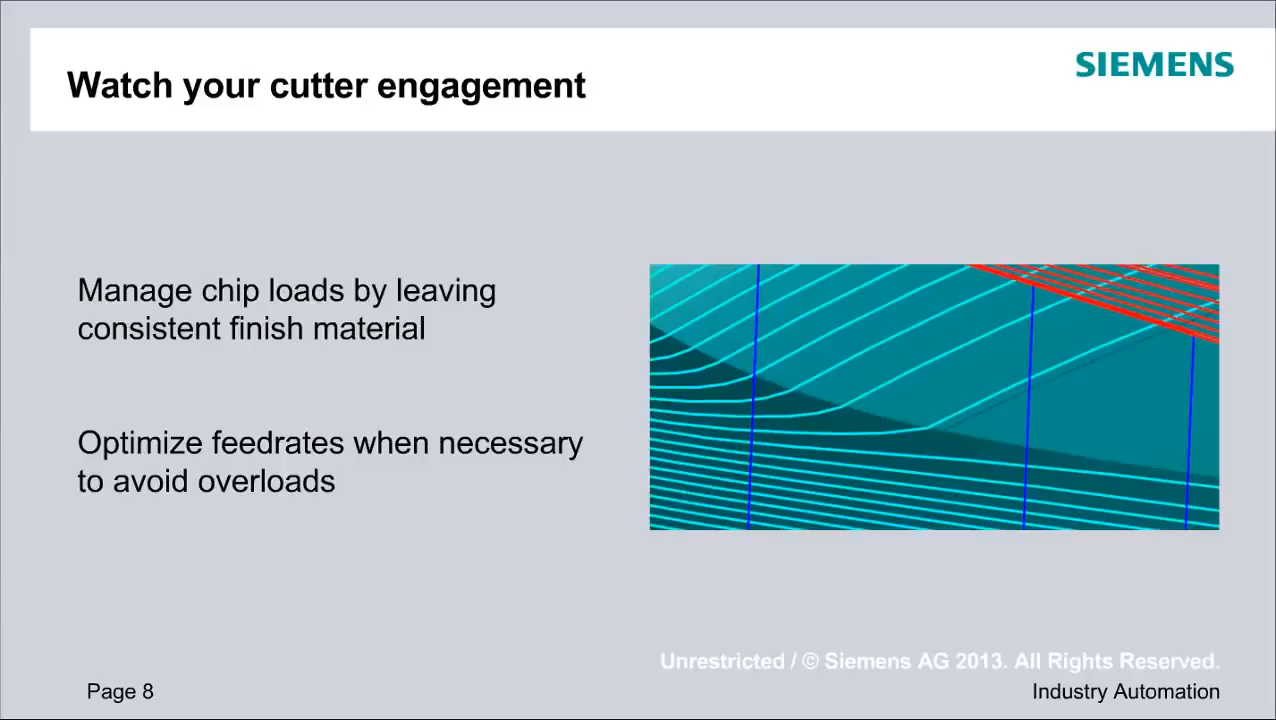 Watch your cutter engagement
SIEMENS
Manage chip loads by leaving
consistent finish material
Optimize feedrates when necessary
to avoid overloads
Unrestricted / © Siemens AG 2013. All Rights Reserved.
Page 8
Industry Automation